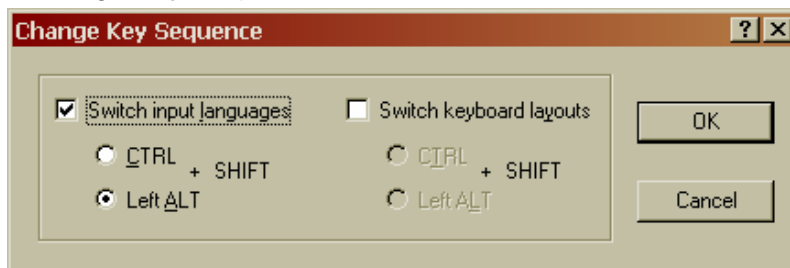 Change Key Sequence
Switch input languages
CTRL
+ SHIFT
Left ALT
Switch keyboard layouts
CTRL
+ SHIFT
Left ALT
OK
Cancel